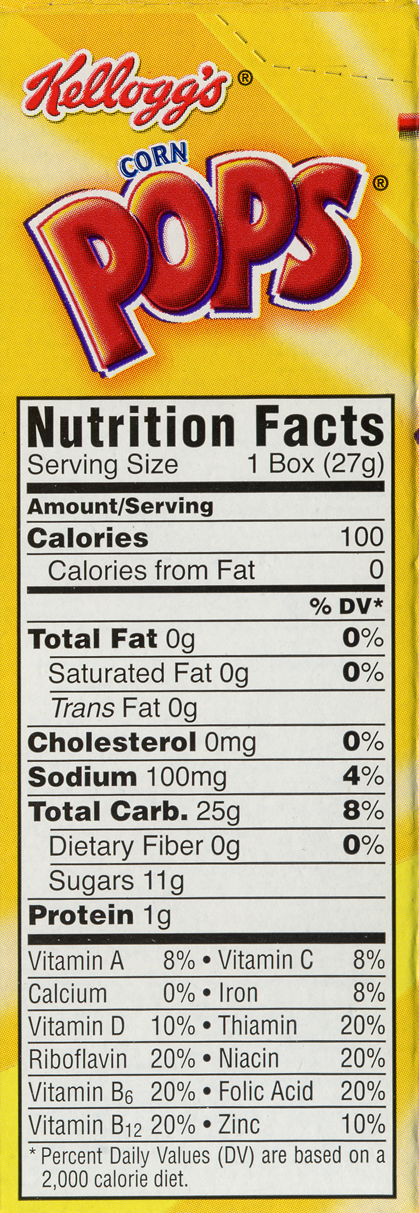 Kellogg's®
CORN
POPS®
Nutrition Facts
Serving Size 1 Box (27g)
Amount/Serving
Calories 100
Calories from Fat 0
% DV*
Total Fat 0g 0%
Saturated Fat 0g 0%
Trans Fat 0g
Cholesterol 0mg 0%
Sodium 100mg 4%
Total Carb. 25g 8%
Dietary Fiber 0g 0%
Sugars 11g
Protein 1g
Vitamin A 8% • Vitamin C 8%
Calcium 0% • Iron 8%
Vitamin D 10% • Thiamin 20%
Riboflavin 20% • Niacin 20%
Vitamin B6 20% • Folic Acid 20%
Vitamin B12 20% • Zinc 10%
* Percent Daily Values (DV) are based on a
2,000 calorie diet.